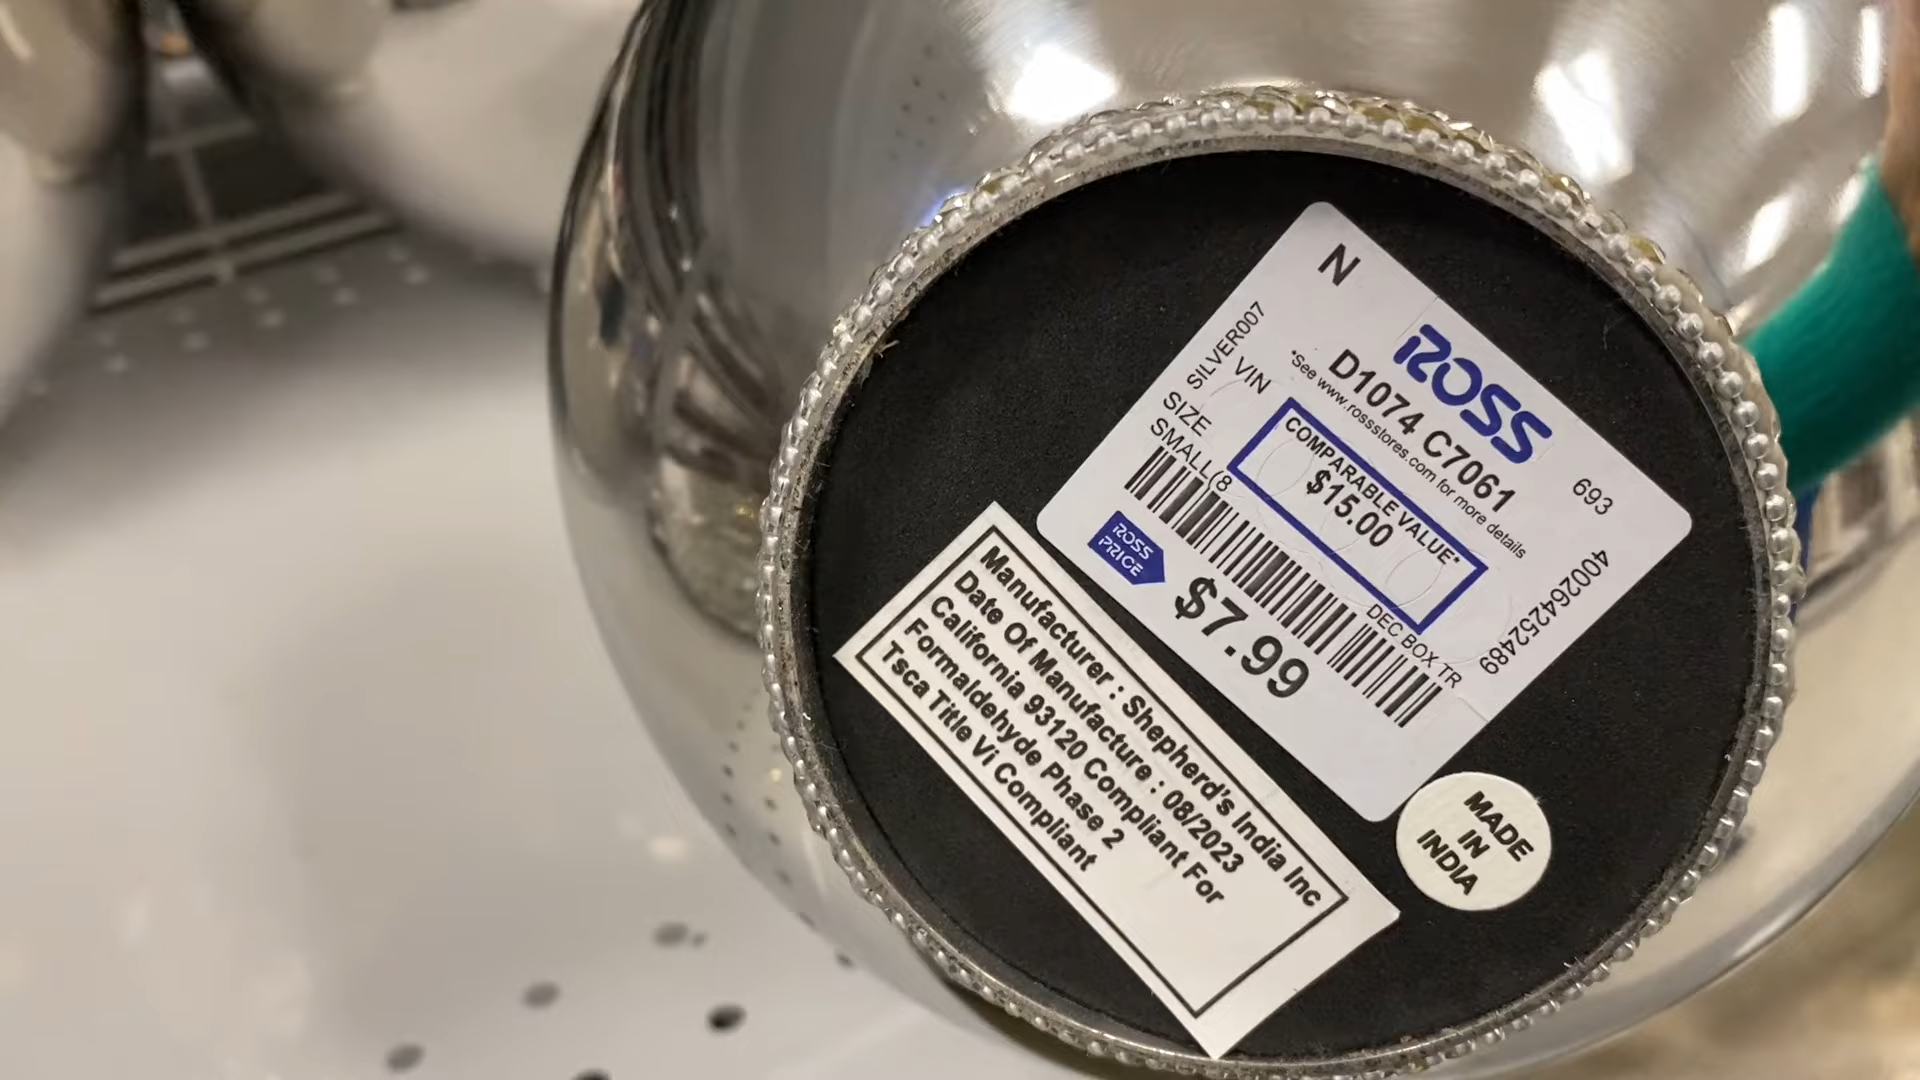 N
ROSS
D1074 C7061
*See www.rossstores.com for more details
693
SILVER007
VIN
SIZE
SMALL(8
COMPARABLE VALUE*
$15.00
400264252489
DEC BOX TR
ROSS
PRICE
$7.99
Manufacturer : Shepherd's India Inc
Date Of Manufacture : 08/2023
California 93120 Compliant For
Formaldehyde Phase 2
Tsca Title Vi Compliant
MADE
IN
INDIA